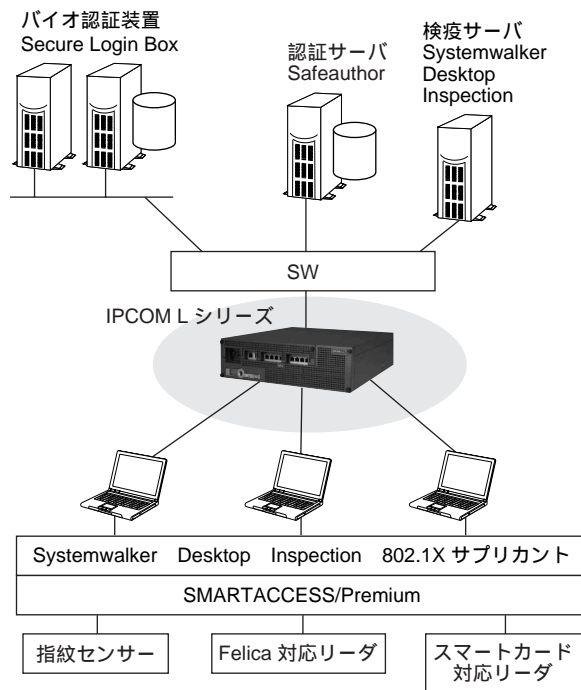 バイオ認証装置
Secure Login Box
認証サーバ
Safeauthor
検疫サーバ
Systemwalker
Desktop
Inspection
SW
IPCOM L シリーズ
Systemwalker Desktop Inspection 802.1X サプリカント
SMARTACCESS/Premium
指紋センサー
Felica 対応リーダ
スマートカード
対応リーダ